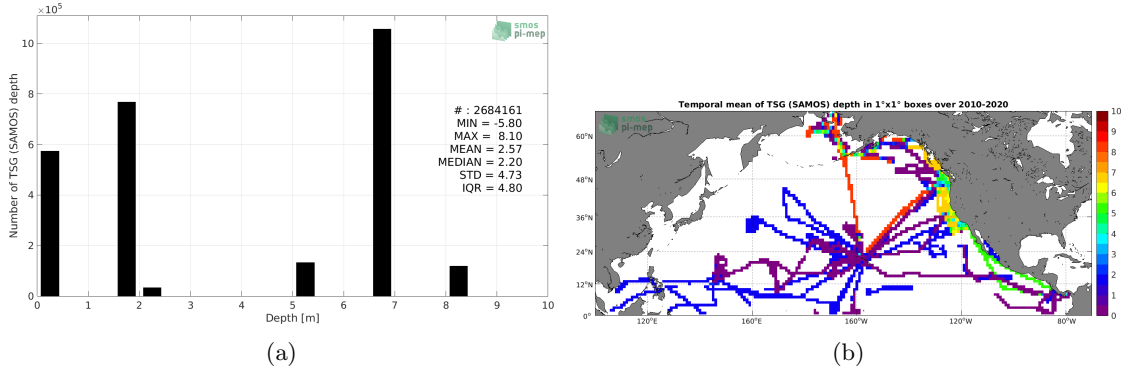 ×10⁵
10
8
6
4
2
0
Number of TSG (SAMOS) depth
smos
pi-mep
# : 2684161
MIN = -5.80
MAX = 8.10
MEAN = 2.57
MEDIAN = 2.20
STD = 4.73
IQR = 4.80
0 1 2 3 4 5 6 7 8 9 10
Depth [m]
(a)
Temporal mean of TSG (SAMOS) depth in 1°x1° boxes over 2010-2020
smos
pi-mep
60°N
48°N
36°N
24°N
12°N
0°
120°E 160°E 160°W 120°W 80°W
10
9
8
7
6
5
4
3
2
1
0
(b)